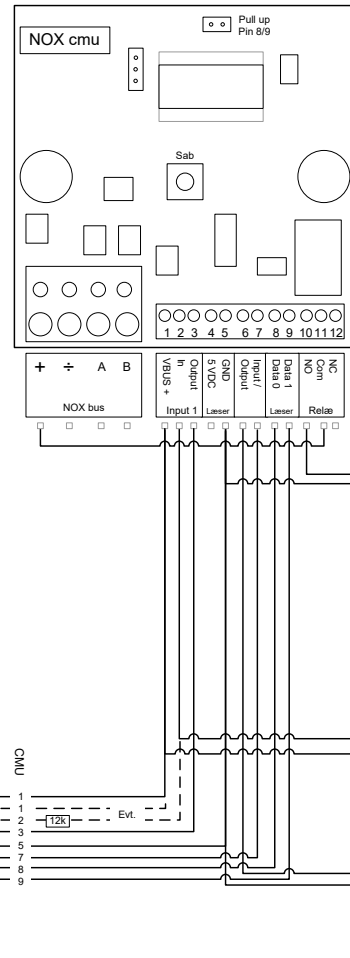 Pull up
Pin 8/9
NOX cmu
Sab
1 2 3 4 5 6 7 8 9 10 11 12
+ ÷ A B
NOX bus
VBUS +
In
Output
5 VDC
GND
Output
Input /
Data 0
Data 1
NO
Com
NC
Input 1
Læser
Læser
Relæ
CMU
1
1
Evt.
2
12k
3
5
7
8
9